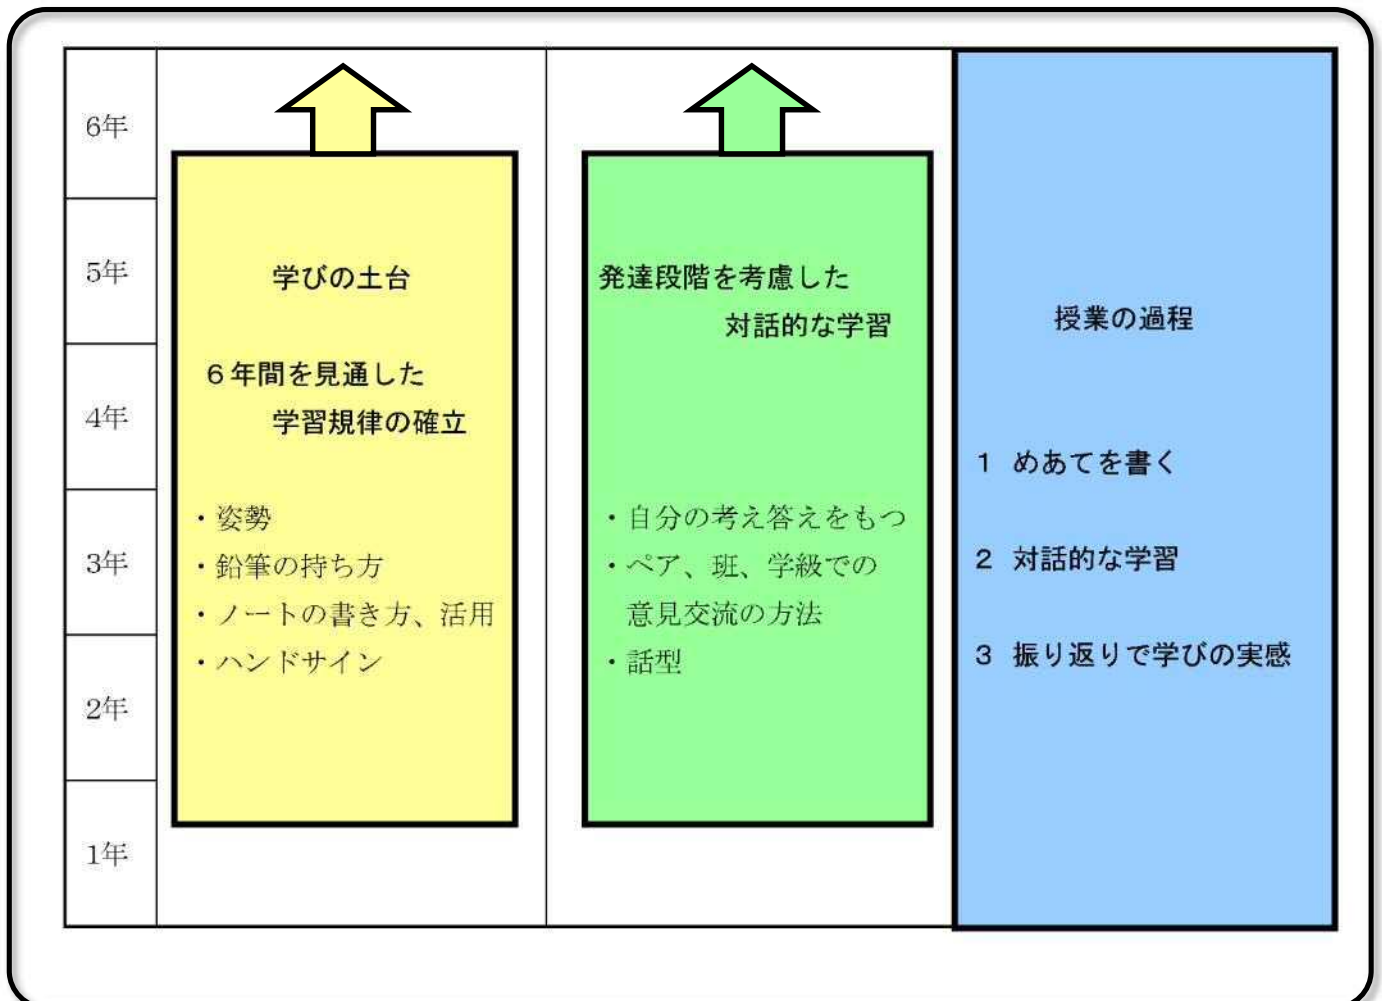 6年
5年
4年
3年
2年
1年
学びの土台
6年間を見通した
学習規律の確立
・姿勢
・鉛筆の持ち方
・ノートの書き方、活用
・ハンドサイン
発達段階を考慮した
対話的な学習
・自分の考え答えをもつ
・ペア、班、学級での
意見交流の方法
・話型
授業の過程
1 めあてを書く
2 対話的な学習
3 振り返りで学びの実感